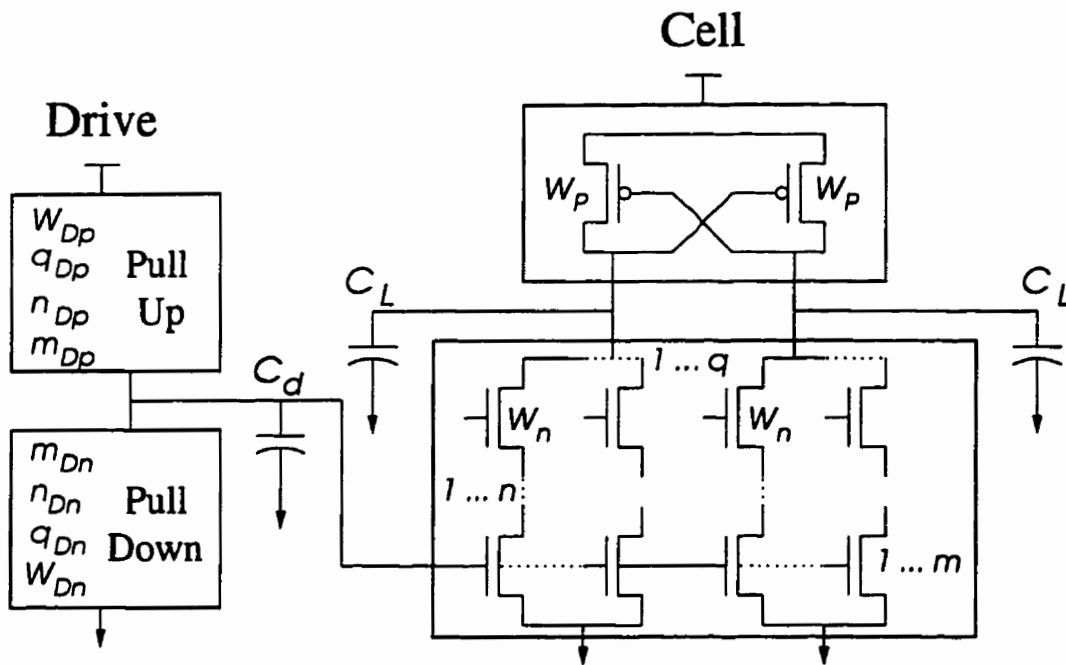 Cell
Drive
W_p
W_p
W_Dp
q_Dp
n_Dp
m_Dp
Pull
Up
C_L
C_L
C_d
1 ... q
W_n
W_n
m_Dn
n_Dn
q_Dn
W_Dn
Pull
Down
1 ... n
1 ... m